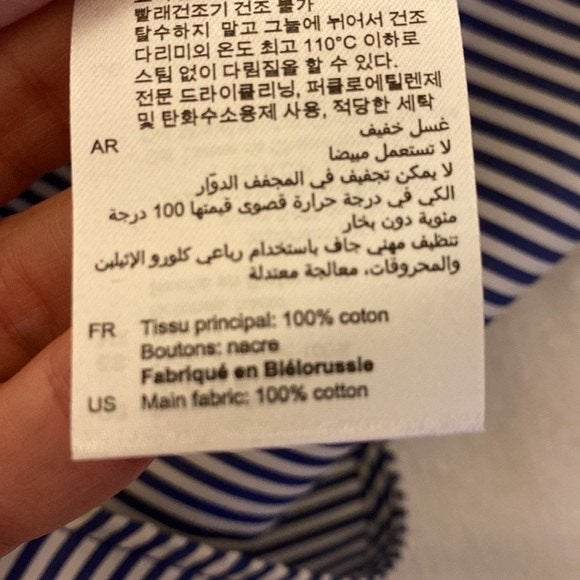 빨래건조기 건조 불가
탈수하지 말고 그늘에 뉘어서 건조
다리미의 온도 최고 110°C 이하로
스팀 없이 다림질을 할 수 있다.
전문 드라이클리닝, 퍼클로에틸렌제
및 탄화수소용제 사용, 적당한 세탁
AR غسل خفيف
لا تستعمل مبيضا
لا يمكن تجفيف في المجفف الدوّار
الكي في درجة حرارة قصوى قيمتها 100 درجة
مئوية دون بخار
تنظيف مهني جاف باستخدام رباعي كلورو الإثيلين
والمحروقات، معالجة معتدلة
FR Tissu principal: 100% coton
Boutons: nacre
Fabriqué en Biélorussie
US Main fabric: 100% cotton